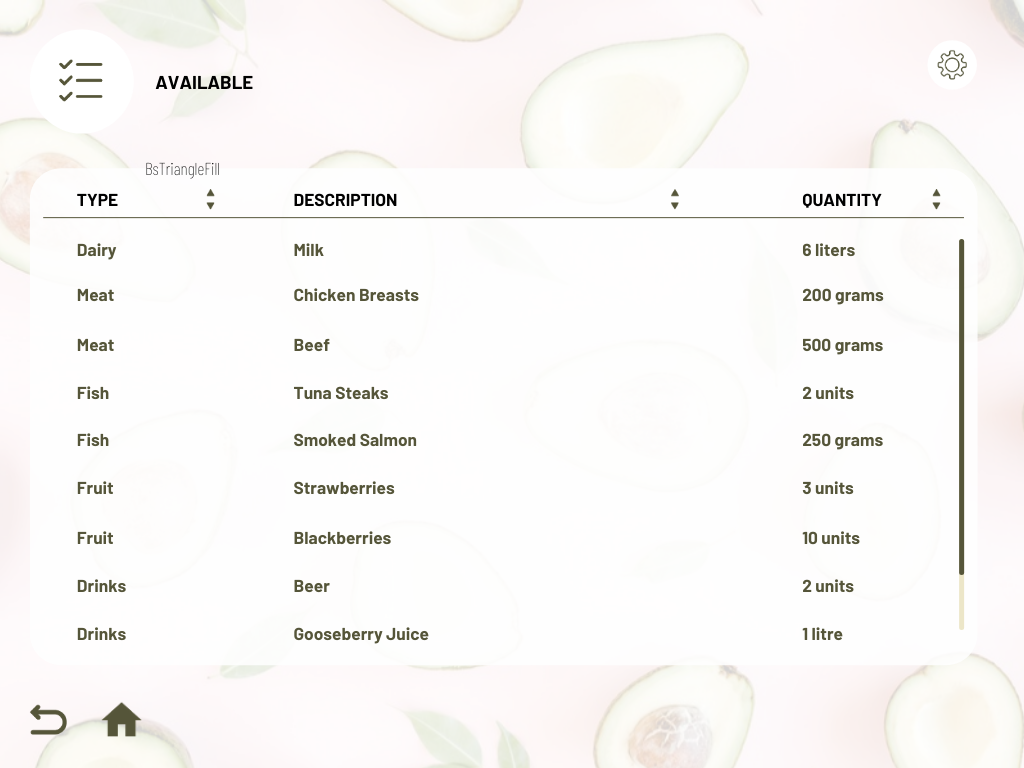 AVAILABLE
BsTriangleFill
TYPE DESCRIPTION QUANTITY
Dairy Milk 6 liters
Meat Chicken Breasts 200 grams
Meat Beef 500 grams
Fish Tuna Steaks 2 units
Fish Smoked Salmon 250 grams
Fruit Strawberries 3 units
Fruit Blackberries 10 units
Drinks Beer 2 units
Drinks Gooseberry Juice 1 litre